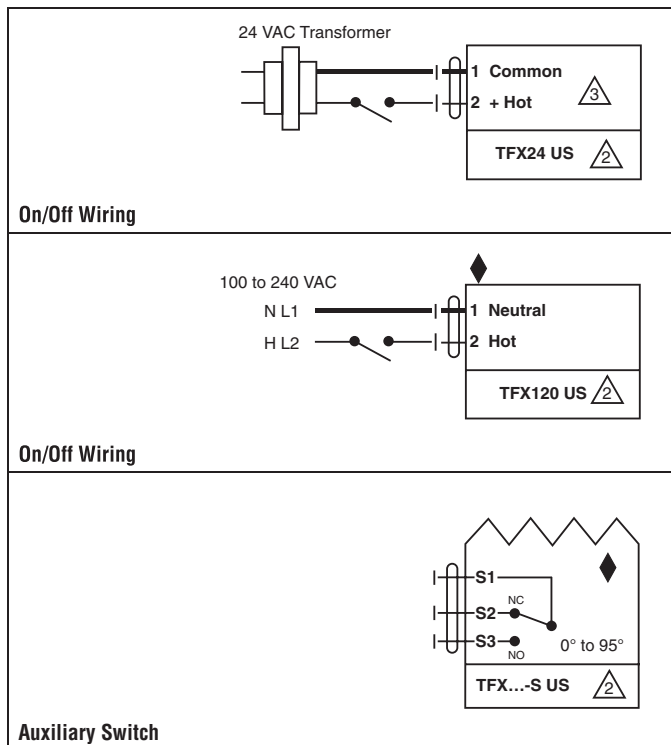 24 VAC Transformer
1 Common
2 + Hot
3
TFX24 US
2
On/Off Wiring
100 to 240 VAC
N L1
1 Neutral
H L2
2 Hot
TFX120 US
2
On/Off Wiring
S1
NC
S2
S3
NO
0° to 95°
TFX…-S US
2
Auxiliary Switch